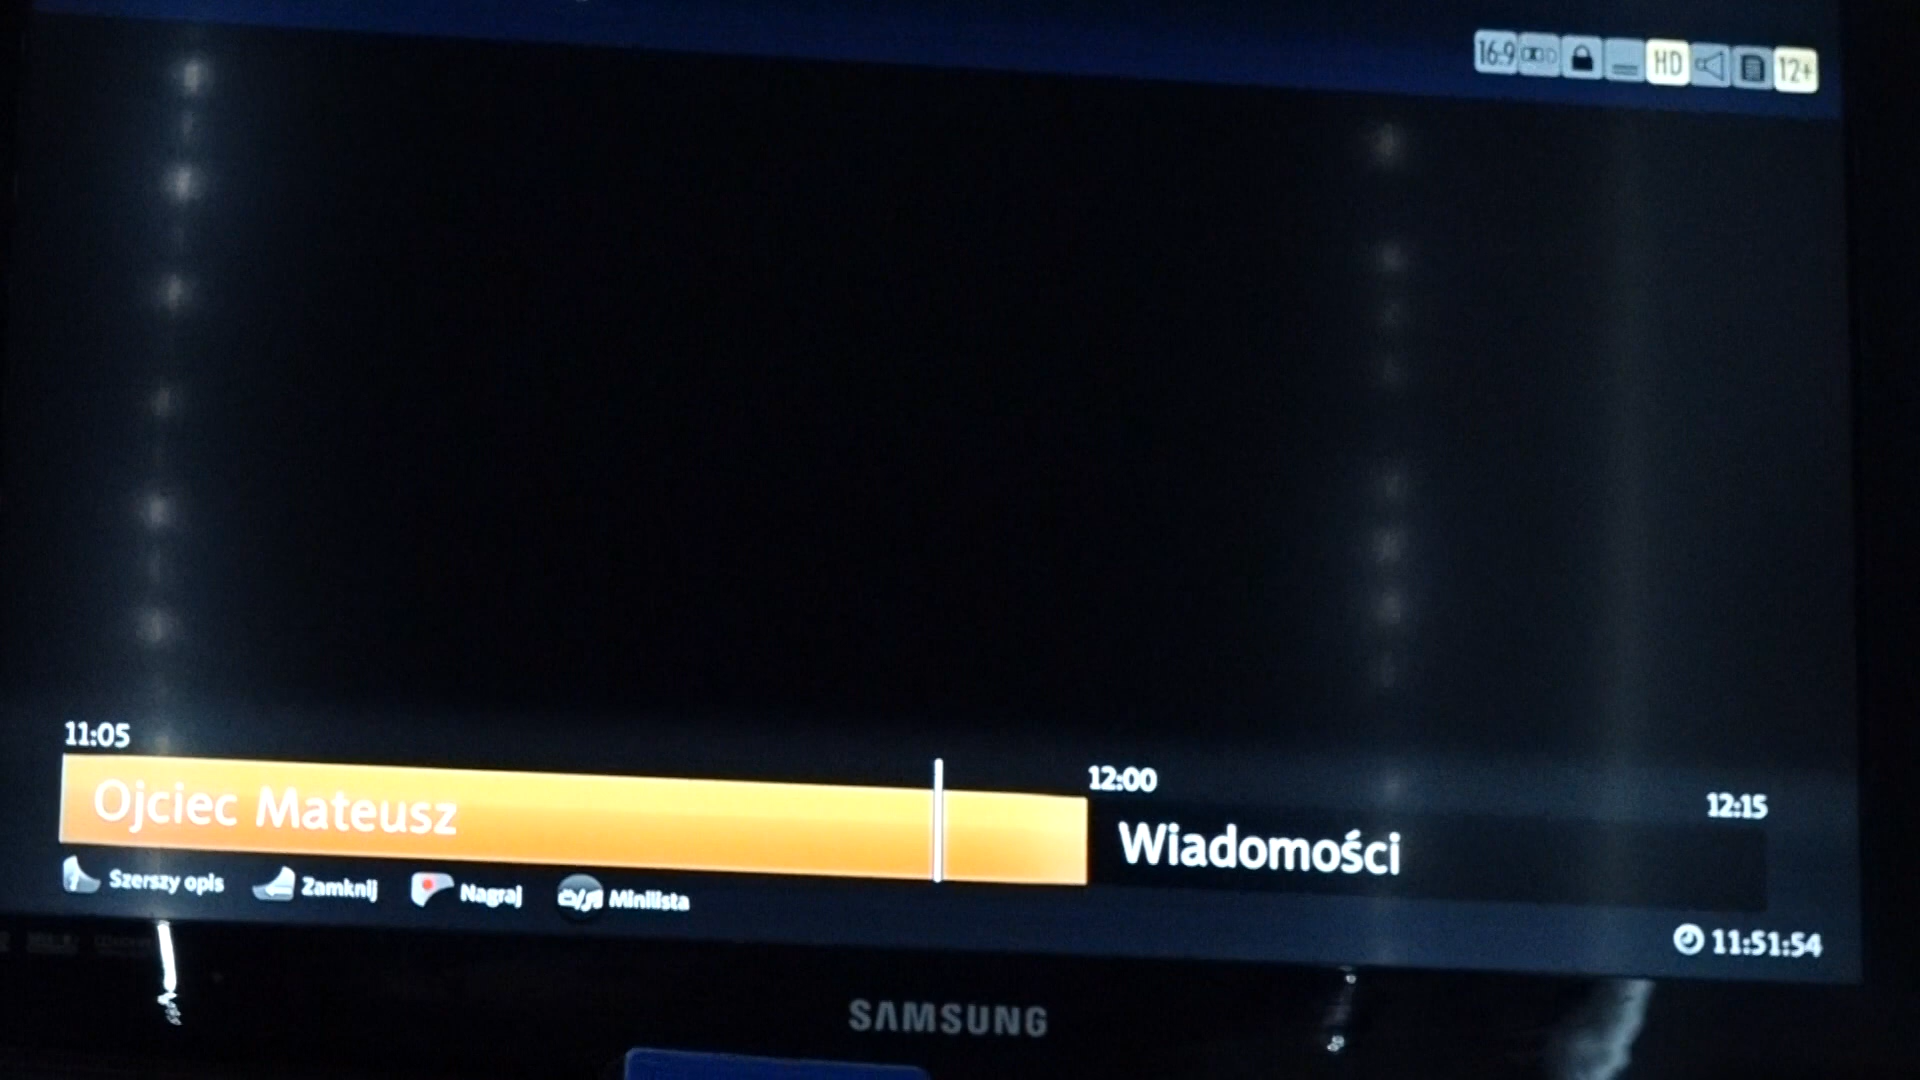 16:9 HD 12+
11:05
12:00
12:15
Ojciec Mateusz
Wiadomości
Szerszy opis Zamknij Nagraj Minilista
11:51:54
SAMSUNG